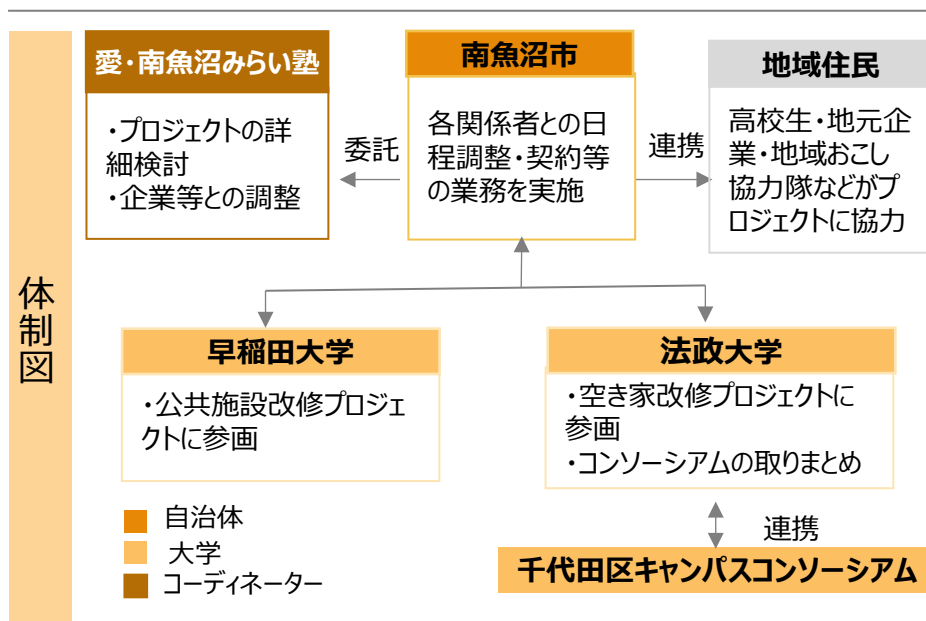 体制図
愛・南魚沼みらい塾
・プロジェクトの詳
細検討
・企業等との調整
委託
南魚沼市
各関係者との日
程調整・契約等
の業務を実施
連携
地域住民
高校生・地元企
業・地域おこし
協力隊などがプ
ロジェクトに協力
早稲田大学
・公共施設改修プロジェ
クトに参画
法政大学
・空き家改修プロジェクトに
参画
・コンソーシアムの取りまとめ
連携
千代田区キャンパスコンソーシアム
自治体
大学
コーディネーター